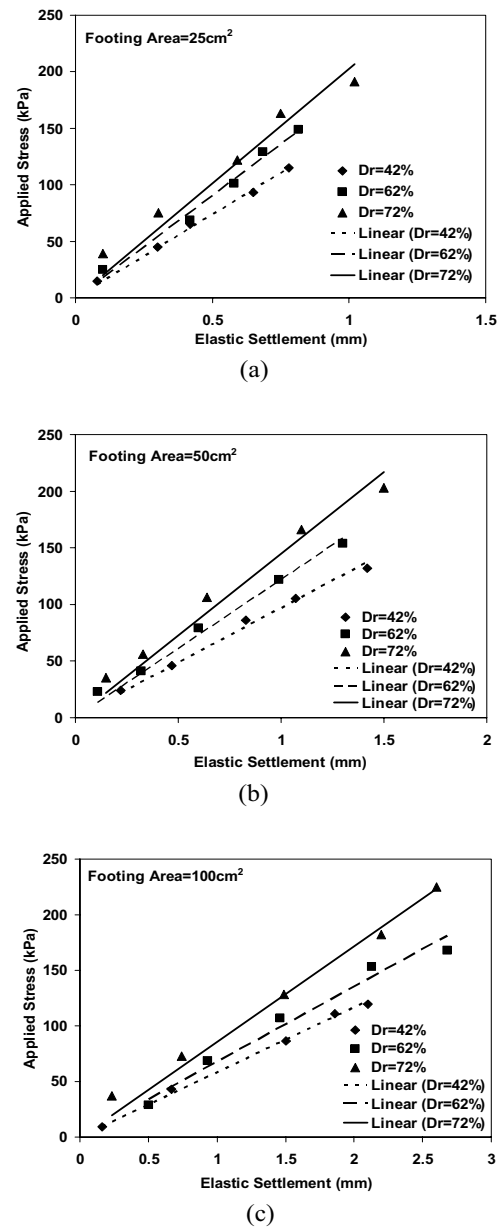 Footing Area=25cm²
250
200
150
100
50
0
Applied Stress (kPa)
Dr=42%
Dr=62%
Dr=72%
Linear (Dr=42%)
Linear (Dr=62%)
Linear (Dr=72%)
0 0.5 1 1.5
Elastic Settlement (mm)
(a)
Footing Area=50cm²
250
200
150
100
50
0
Applied Stress (kPa)
Dr=42%
Dr=62%
Dr=72%
Linear (Dr=42%)
Linear (Dr=62%)
Linear (Dr=72%)
0 0.5 1 1.5 2
Elastic Settlement (mm)
(b)
Footing Area=100cm²
250
200
150
100
50
0
Applied Stress (kPa)
Dr=42%
Dr=62%
Dr=72%
Linear (Dr=42%)
Linear (Dr=62%)
Linear (Dr=72%)
0 0.5 1 1.5 2 2.5 3
Elastic Settlement (mm)
(c)